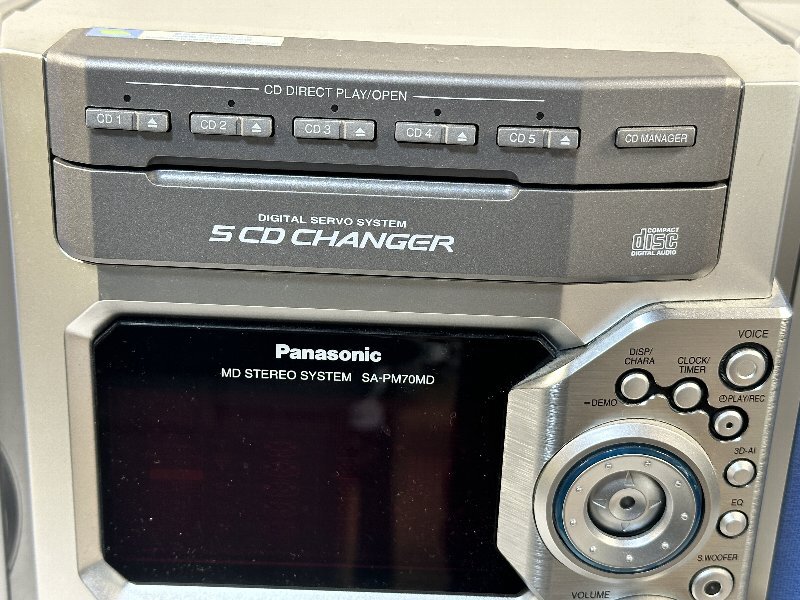 CD DIRECT PLAY/OPEN
CD 1 CD 2 CD 3 CD 4 CD 5 CD MANAGER
DIGITAL SERVO SYSTEM
5 CD CHANGER
COMPACT
disc
DIGITAL AUDIO
Panasonic
MD STEREO SYSTEM SA-PM70MD
VOICE
DISP/
CHARA
CLOCK/
TIMER
–DEMO
PLAY/REC
3D-AI
EQ
S.WOOFER
VOLUME